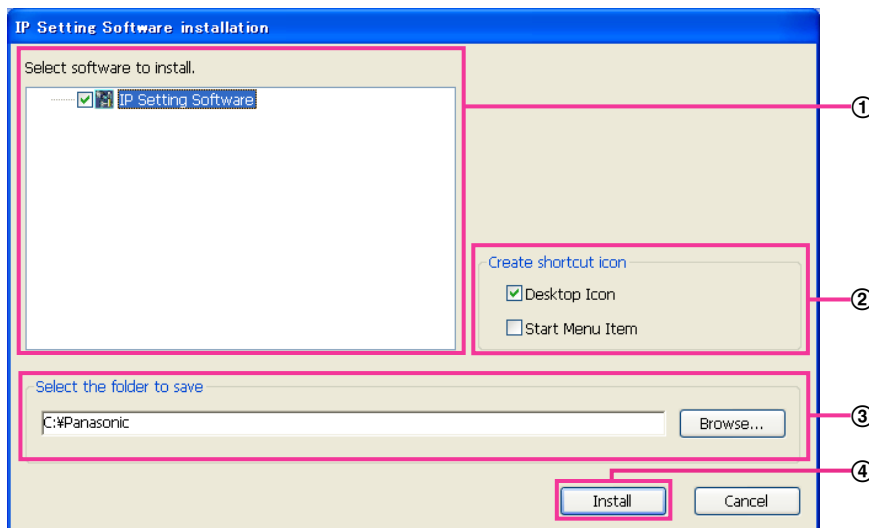 IP Setting Software installation
Select software to install.
IP Setting Software
①
Create shortcut icon
Desktop Icon
Start Menu Item
②
Select the folder to save
C:¥Panasonic
Browse...
③
④
Install
Cancel